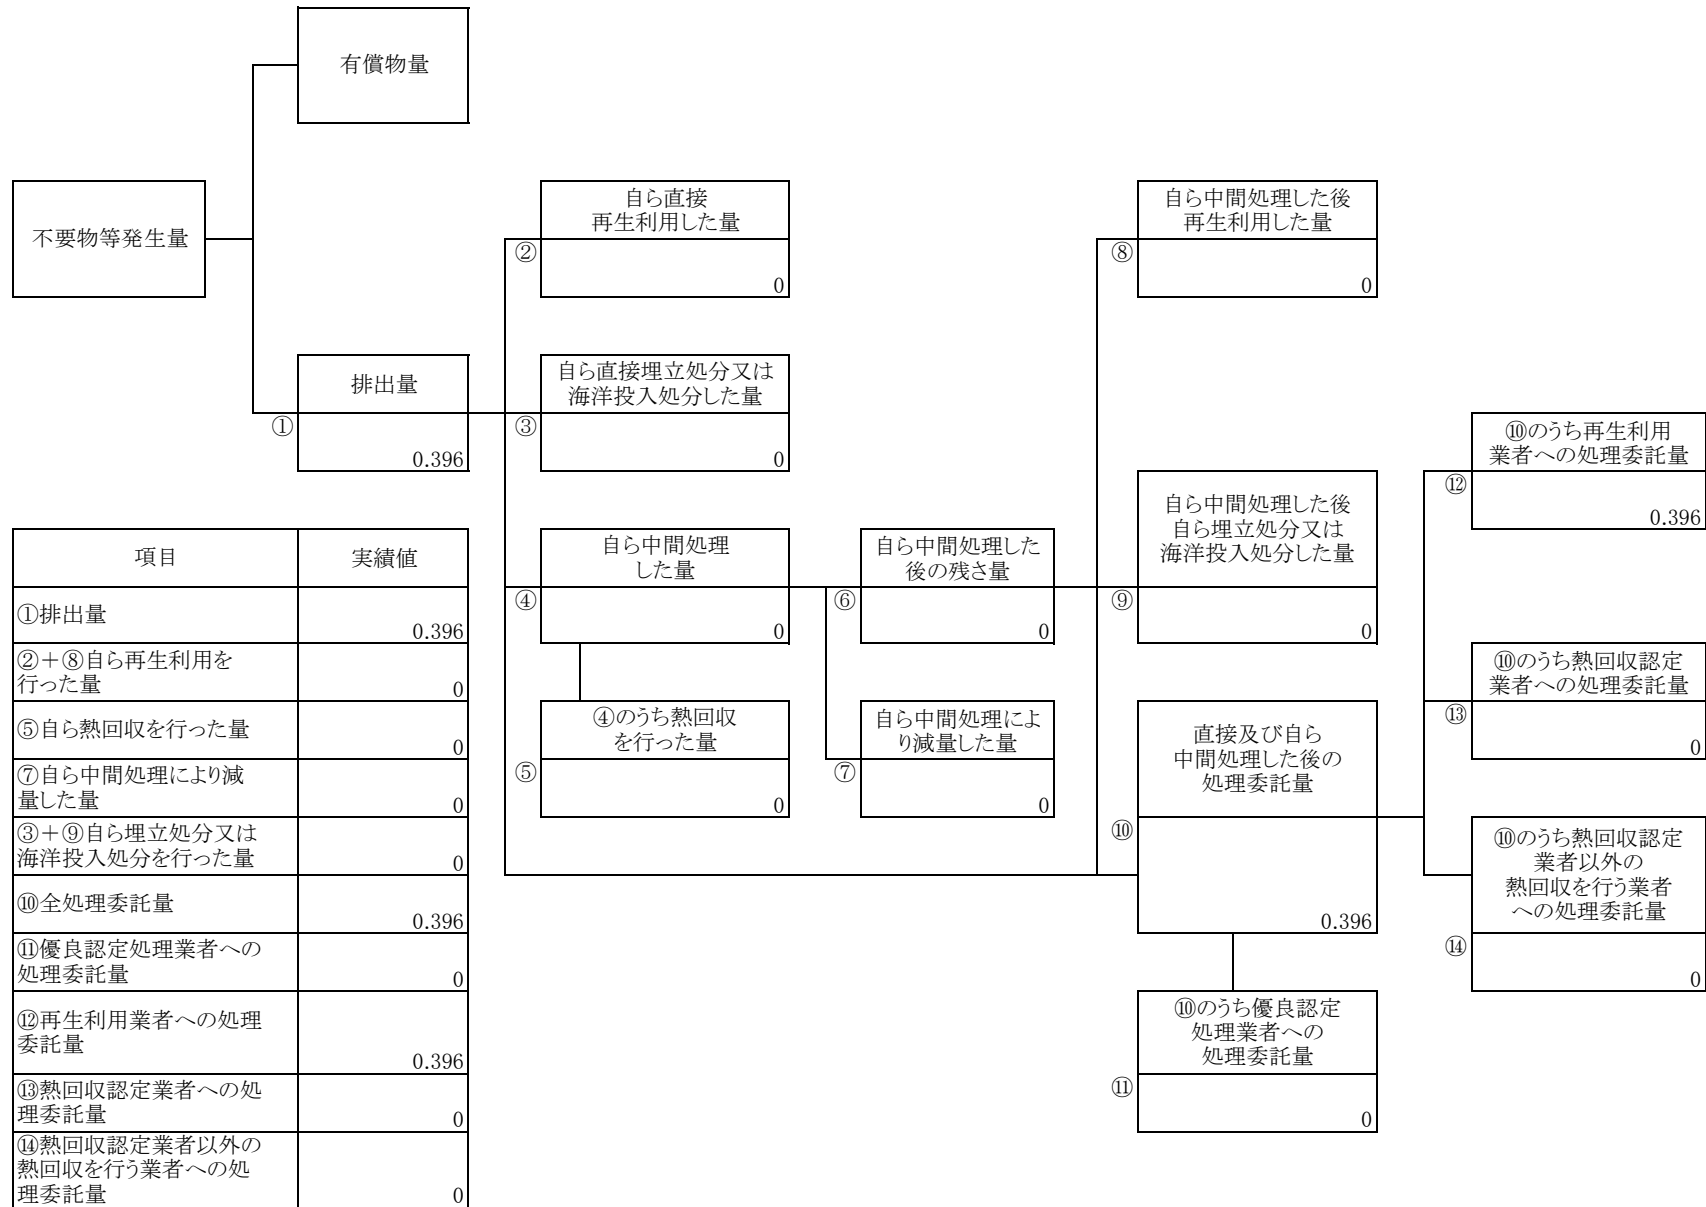 有償物量
不要物等発生量
自ら直接
再生利用した量
②
0
自ら中間処理した後
再生利用した量
⑧
0
排出量
①
0.396
自ら直接埋立処分又は
海洋投入処分した量
③
0
⑩のうち再生利用
業者への処理委託量
⑫
0.396
自ら中間処理
した量
④
0
自ら中間処理した
後の残さ量
⑥
0
自ら中間処理した後
自ら埋立処分又は
海洋投入処分した量
⑨
0
⑩のうち熱回収認定
業者への処理委託量
⑬
0
④のうち熱回収
を行った量
⑤
0
自ら中間処理によ
り減量した量
⑦
0
直接及び自ら
中間処理した後の
処理委託量
⑩
0.396
⑩のうち熱回収認定
業者以外の
熱回収を行う業者
への処理委託量
⑭
0
⑩のうち優良認定
処理業者への
処理委託量
⑪
0
項目 実績値
①排出量
0.396
②+⑧自ら再生利用を
行った量
0
⑤自ら熱回収を行った量
0
⑦自ら中間処理により減
量した量
0
③+⑨自ら埋立処分又は
海洋投入処分を行った量
0
⑩全処理委託量
0.396
⑪優良認定処理業者への
処理委託量
0
⑫再生利用業者への処理
委託量
0.396
⑬熱回収認定業者への処
理委託量
0
⑭熱回収認定業者以外の
熱回収を行う業者への処
理委託量
0